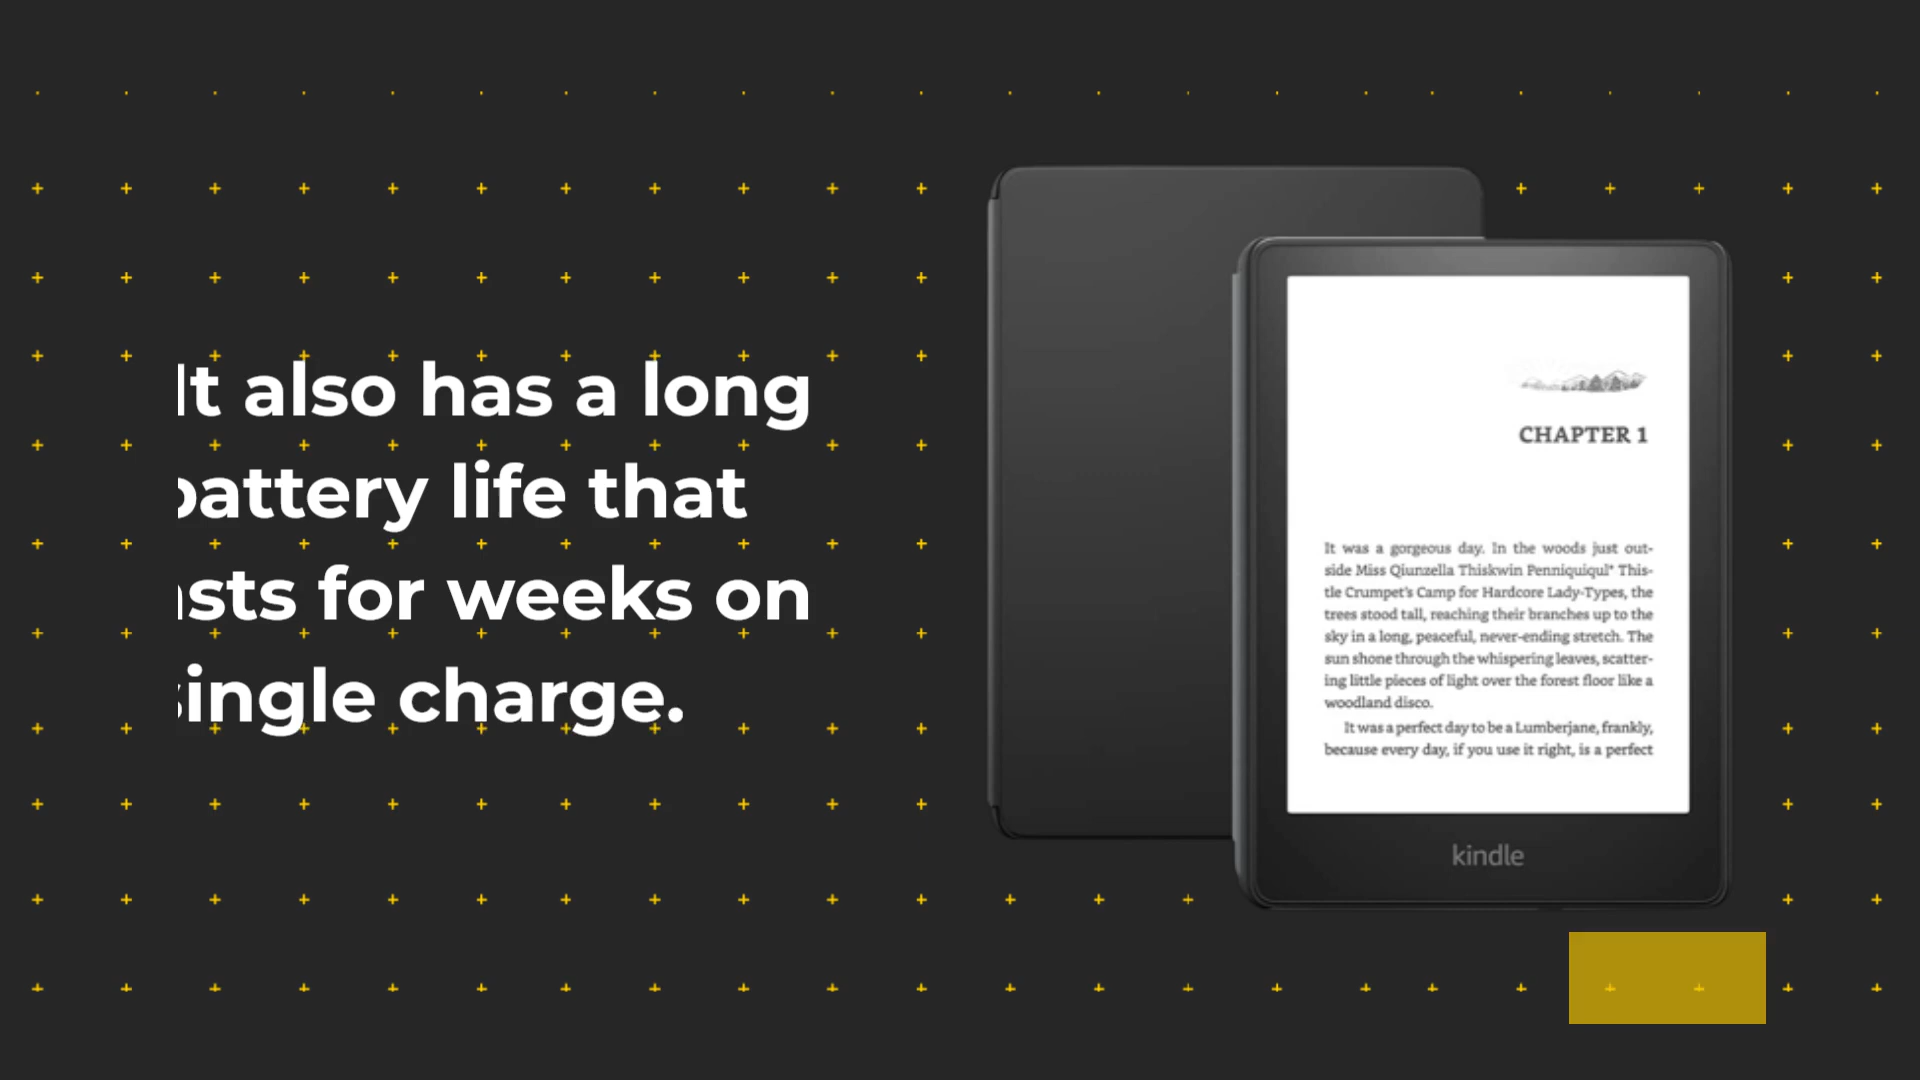 It also has a long
battery life that
asts for weeks on
single charge.
CHAPTER 1
It was a gorgeous day. In the woods just out-
side Miss Qiunzella Thiskwin Penniquiqul* This-
tle Crumpet's Camp for Hardcore Lady-Types, the
trees stood tall, reaching their branches up to the
sky in a long, peaceful, never-ending stretch. The
sun shone through the whispering leaves, scatter-
ing little pieces of light over the forest floor like a
woodland disco.
It was a perfect day to be a Lumberjane, frankly,
because every day, if you use it right, is a perfect
kindle